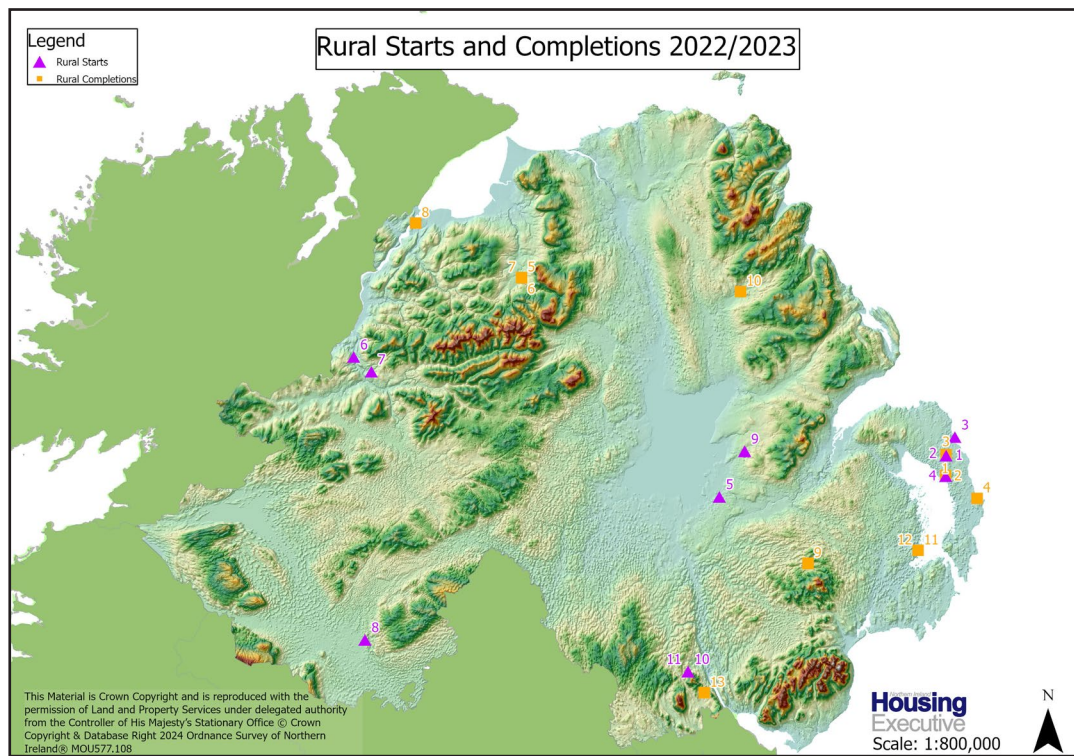 Legend
Rural Starts
Rural Completions
Rural Starts and Completions 2022/2023
8
7 5
6
10
6
7
9
5
3
3
2 1
1
4 2
4
12 11
9
8
11 10
13
This Material is Crown Copyright and is reproduced with the
permission of Land and Property Services under delegated authority
from the Controller of His Majesty's Stationary Office © Crown
Copyright & Database Right 2024 Ordnance Survey of Northern
Ireland® MOU577.108
Northern Ireland
Housing
Executive
Scale: 1:800,000
N